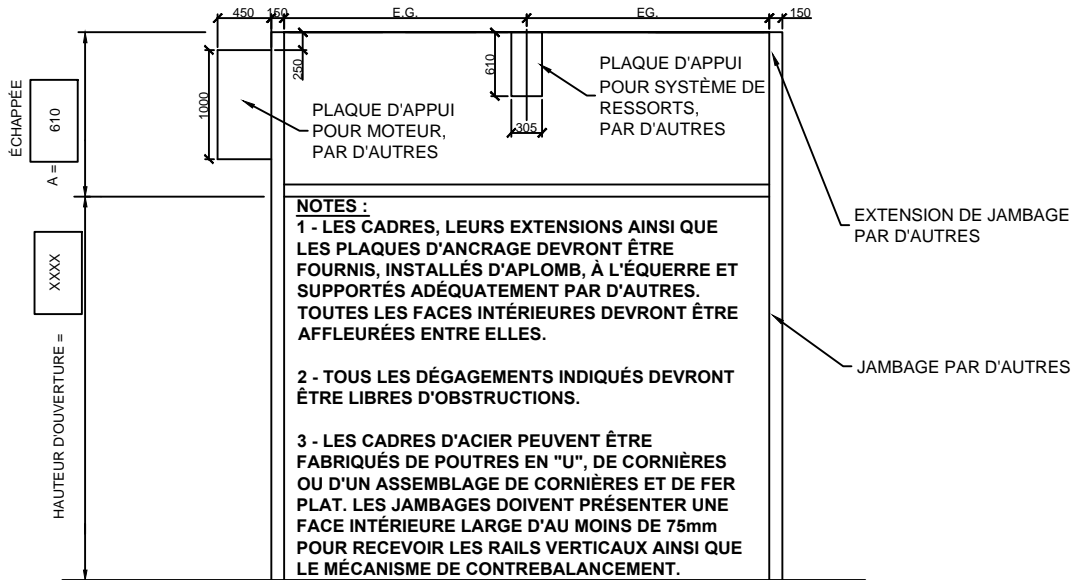 450 150 E.G. EG. 150
250
610
305
1000
PLAQUE D'APPUI
POUR MOTEUR,
PAR D'AUTRES
PLAQUE D'APPUI
POUR SYSTÈME DE
RESSORTS,
PAR D'AUTRES
ÉCHAPPÉE
A = 610
EXTENSION DE JAMBAGE
PAR D'AUTRES
JAMBAGE PAR D'AUTRES
HAUTEUR D'OUVERTURE = XXXX
NOTES :
1 - LES CADRES, LEURS EXTENSIONS AINSI QUE
LES PLAQUES D'ANCRAGE DEVRONT ÊTRE
FOURNIS, INSTALLÉS D'APLOMB, À L'ÉQUERRE ET
SUPPORTÉS ADÉQUATEMENT PAR D'AUTRES.
TOUTES LES FACES INTÉRIEURES DEVRONT ÊTRE
AFFLEURÉES ENTRE ELLES.
2 - TOUS LES DÉGAGEMENTS INDIQUÉS DEVRONT
ÊTRE LIBRES D'OBSTRUCTIONS.
3 - LES CADRES D'ACIER PEUVENT ÊTRE
FABRIQUÉS DE POUTRES EN "U", DE CORNIÈRES
OU D'UN ASSEMBLAGE DE CORNIÈRES ET DE FER
PLAT. LES JAMBAGES DOIVENT PRÉSENTER UNE
FACE INTÉRIEURE LARGE D'AU MOINS DE 75mm
POUR RECEVOIR LES RAILS VERTICAUX AINSI QUE
LE MÉCANISME DE CONTREBALANCEMENT.